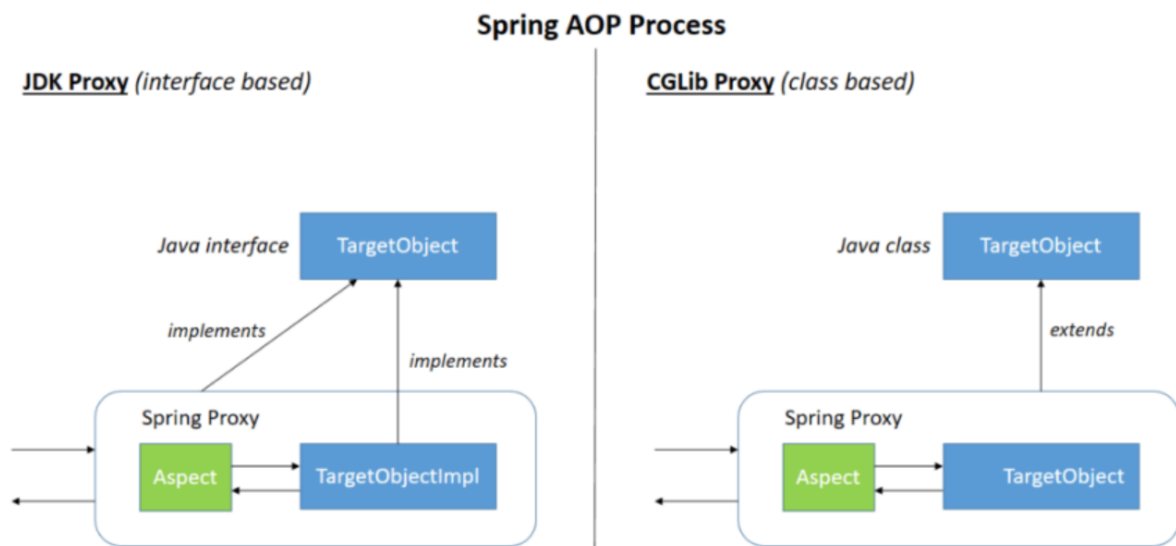 Spring AOP Process
JDK Proxy (interface based)
Java interface
TargetObject
implements
implements
Spring Proxy
Aspect
TargetObjectImpl
CGLib Proxy (class based)
Java class
TargetObject
extends
Spring Proxy
Aspect
TargetObject